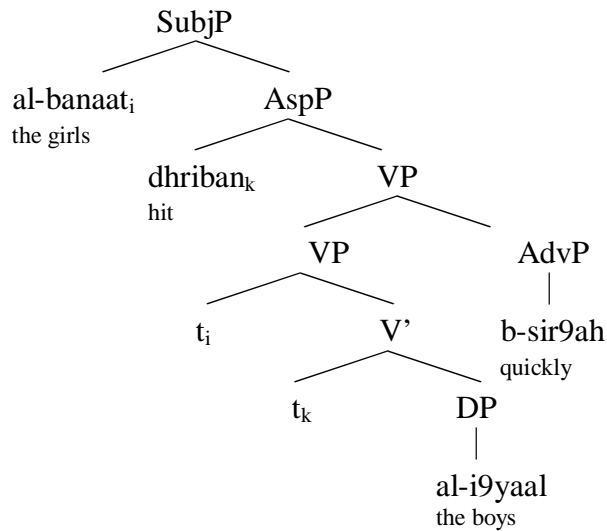 SubjP
al-banaatᵢ AspP
the girls
dhribanₖ VP
hit
VP AdvP
tᵢ V’ b-sir9ah
quickly
tₖ DP
al-i9yaal
the boys